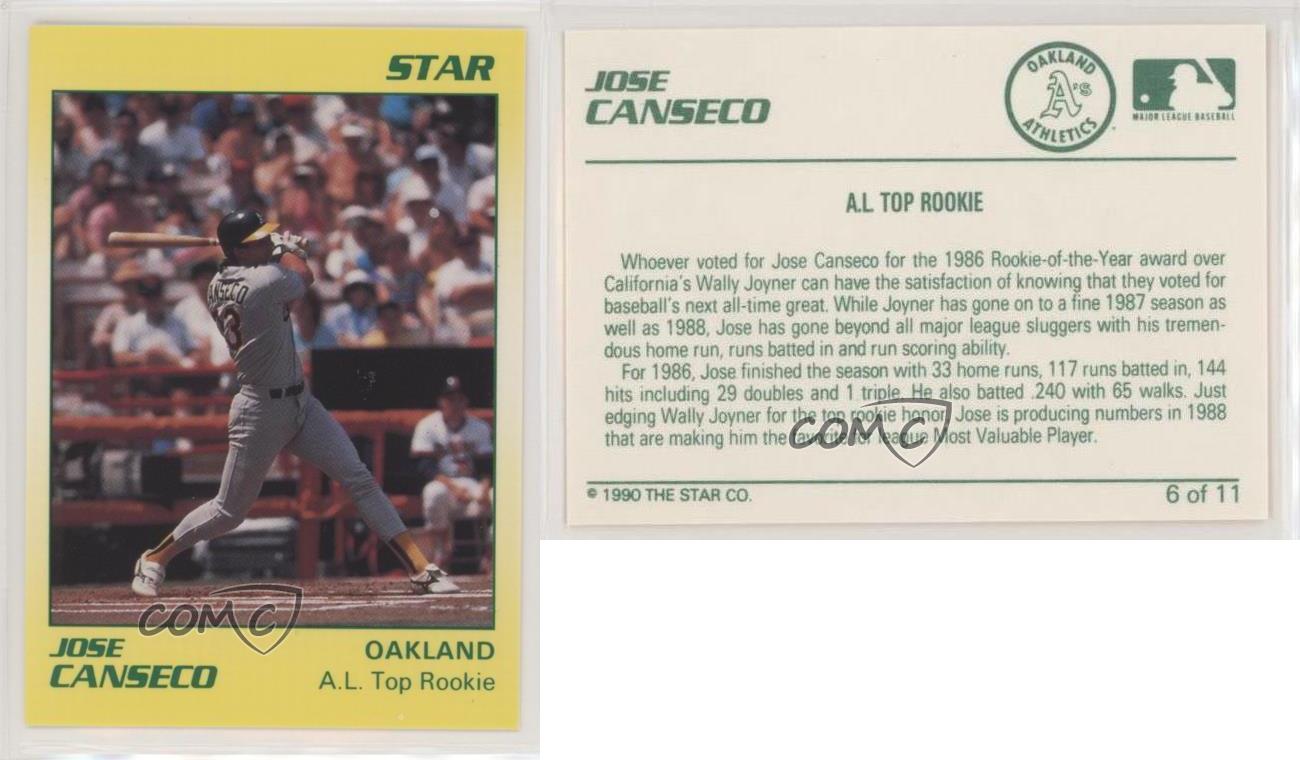 STAR
ANSECO
3
COMC
JOSE
CANSECO
OAKLAND
A.L. Top Rookie
JOSE
CANSECO
OAKLAND
A's
ATHLETICS
MAJOR LEAGUE BASEBALL
A.L. TOP ROOKIE
Whoever voted for Jose Canseco for the 1986 Rookie-of-the-Year award over
California's Wally Joyner can have the satisfaction of knowing that they voted for
baseball's next all-time great. While Joyner has gone on to a fine 1987 season as
well as 1988, Jose has gone beyond all major league sluggers with his tremen-
dous home run, runs batted in and run scoring ability.
For 1986, Jose finished the season with 33 home runs, 117 runs batted in, 144
hits including 29 doubles and 1 triple. He also batted .240 with 65 walks. Just
edging Wally Joyner for the top rookie honor, Jose is producing numbers in 1988
that are making him the favorite for league Most Valuable Player.
COMC
© 1990 THE STAR CO.
6 of 11